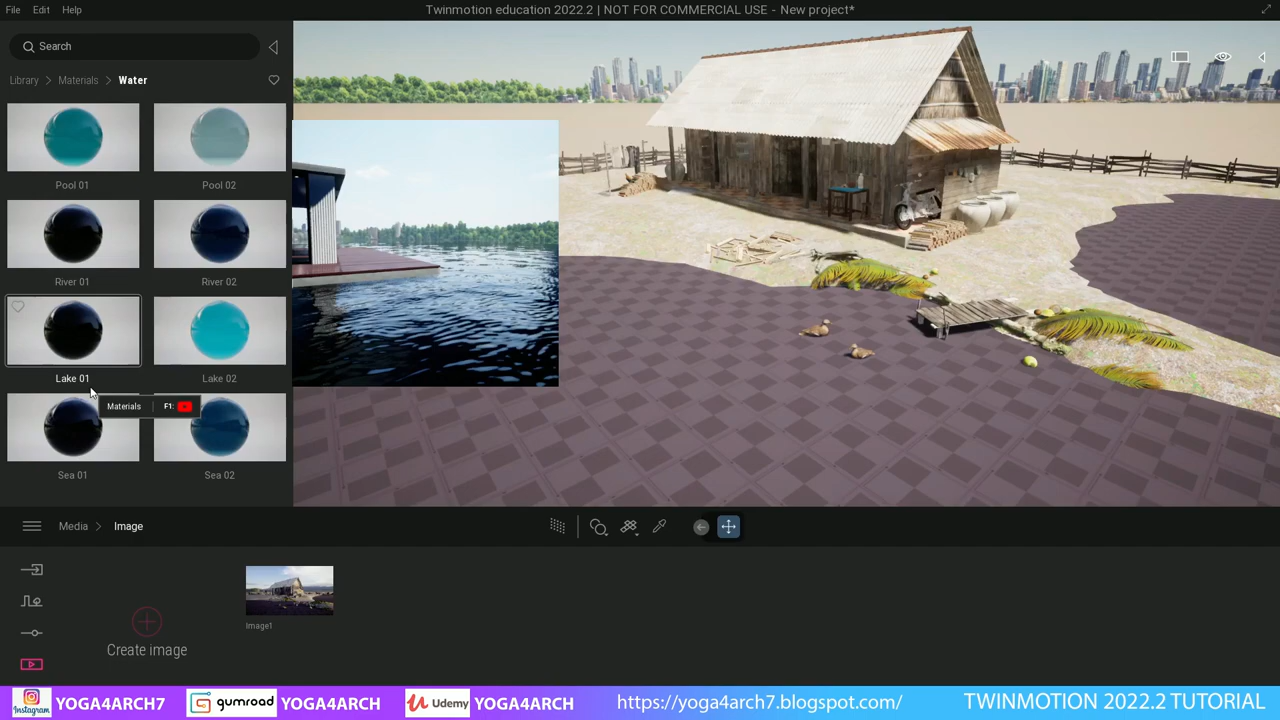 File Edit Help
Twinmotion education 2022.2 | NOT FOR COMMERCIAL USE - New project*
Search
Library > Materials > Water
Pool 01 Pool 02
River 01 River 02
Lake 01 Lake 02
Materials F1:
Sea 01 Sea 02
Media > Image
Create image
Image1
Instagram YOGA4ARCH7 gumroad YOGA4ARCH Udemy YOGA4ARCH https://yoga4arch7.blogspot.com/ TWINMOTION 2022.2 TUTORIAL